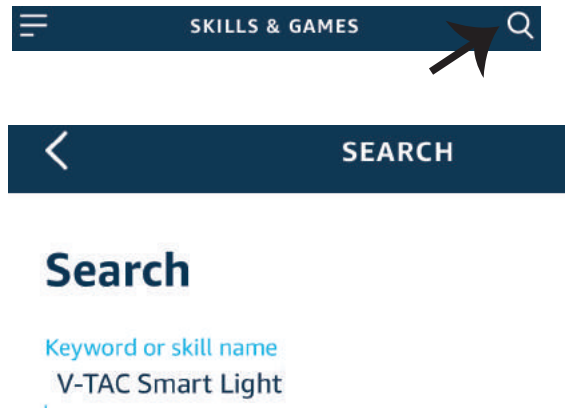 SKILLS & GAMES
SEARCH
Search
Keyword or skill name
V-TAC Smart Light